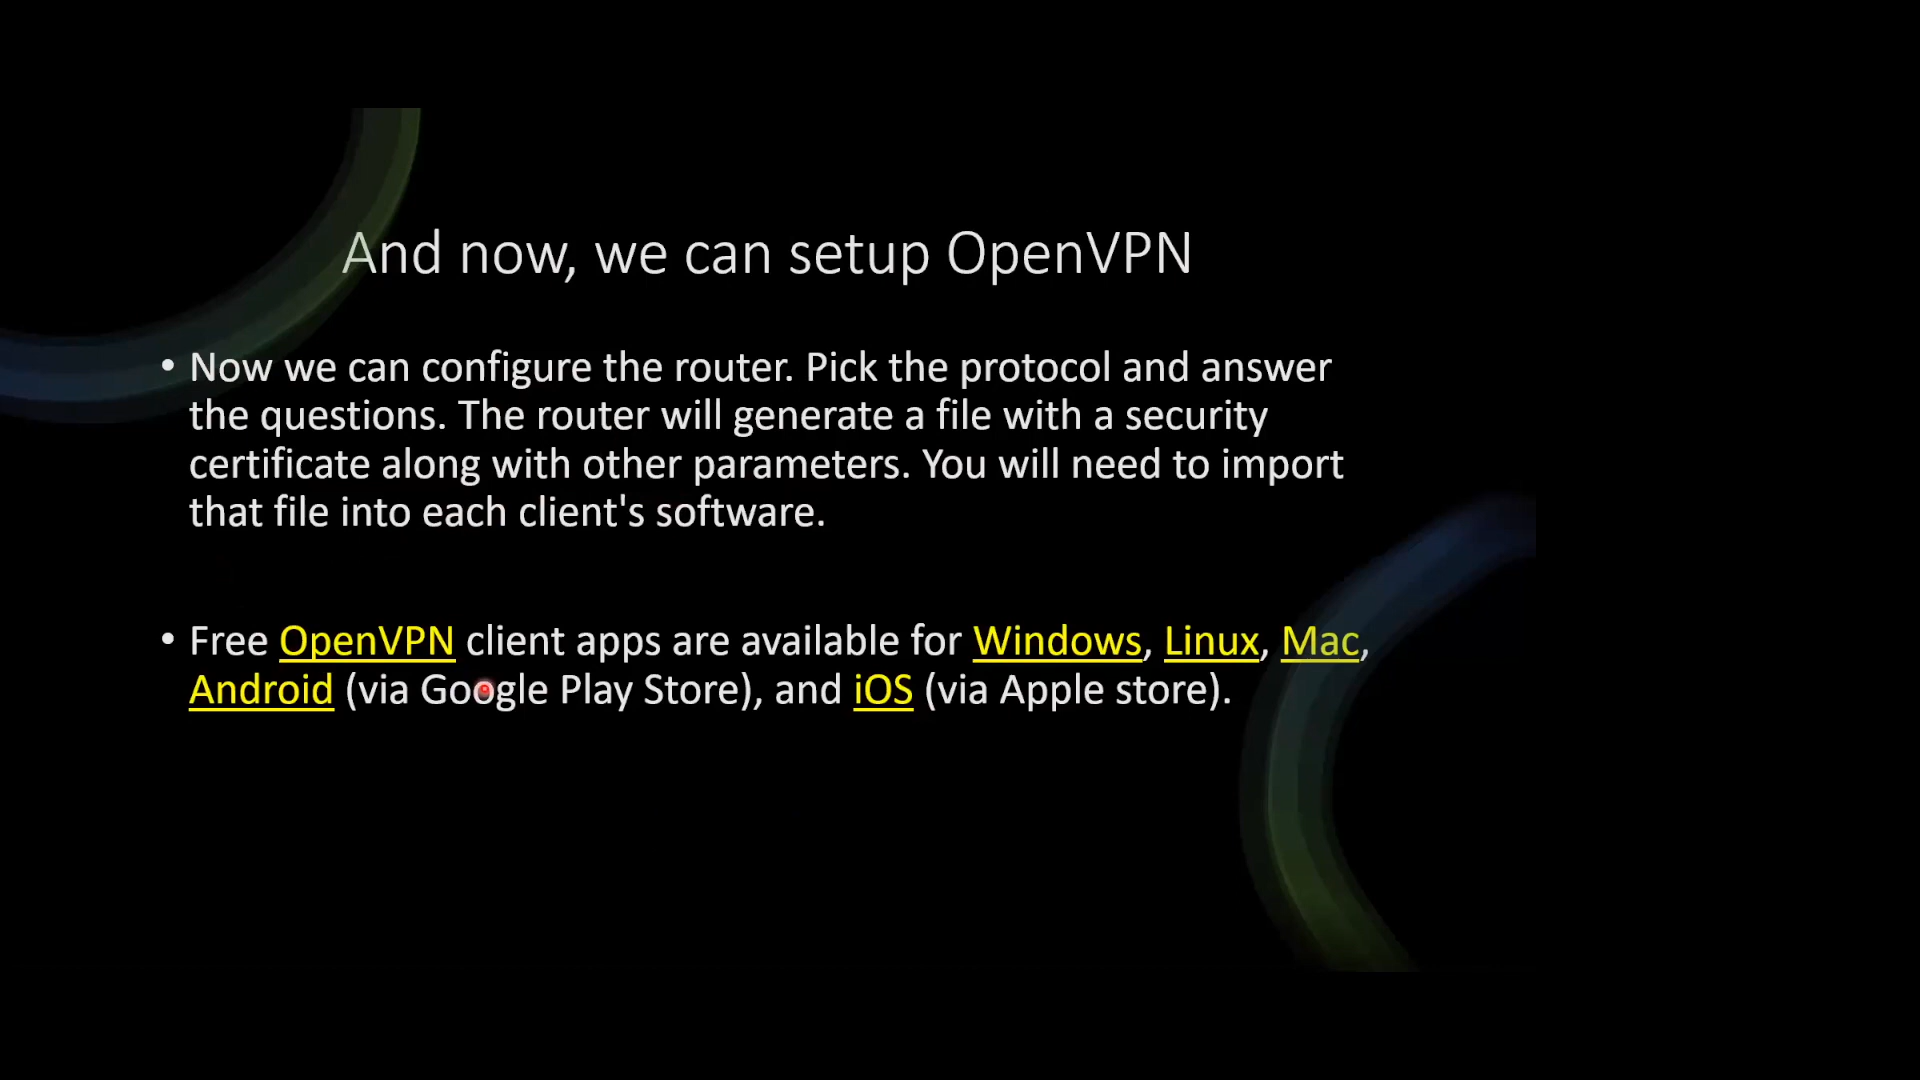 And now, we can setup OpenVPN
• Now we can configure the router. Pick the protocol and answer
the questions. The router will generate a file with a security
certificate along with other parameters. You will need to import
that file into each client's software.
• Free OpenVPN client apps are available for Windows, Linux, Mac,
Android (via Google Play Store), and iOS (via Apple store).